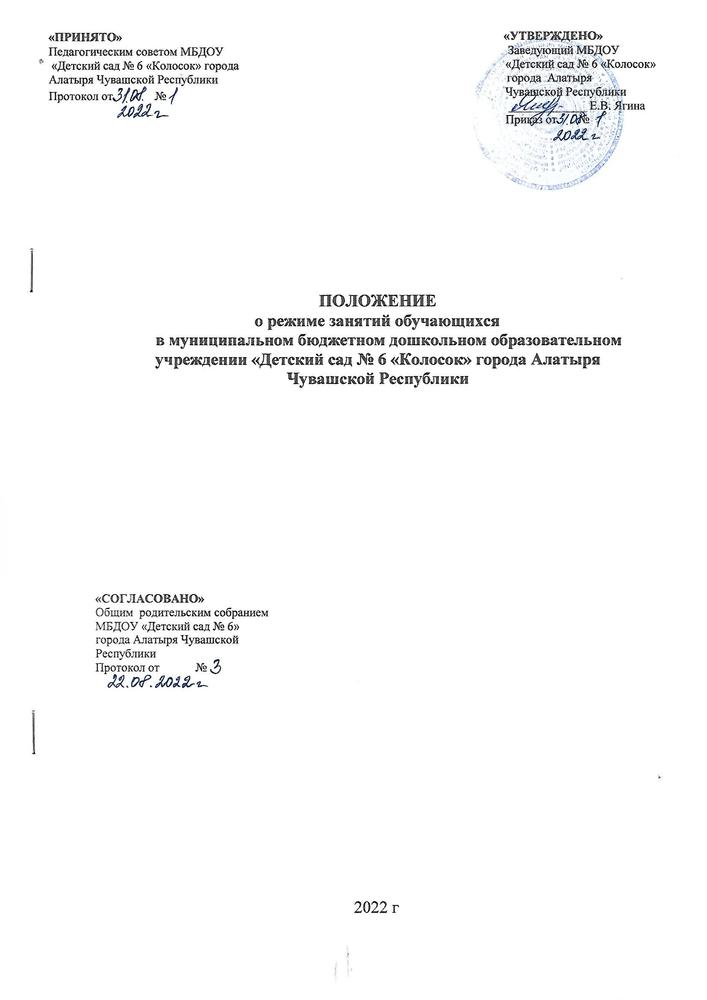 «ПРИНЯТО»
Педагогическим советом МБДОУ
«Детский сад № 6 «Колосок» города
Алатыря Чувашской Республики
Протокол от 31.08. № 1
2022 г
«УТВЕРЖДЕНО»
Заведующий МБДОУ
«Детский сад № 6 «Колосок»
города Алатыря
Чувашской Республики
Е.В. Ягина
Приказ от 31.08 № 1
2022 г
ПОЛОЖЕНИЕ
о режиме занятий обучающихся
в муниципальном бюджетном дошкольном образовательном
учреждении «Детский сад № 6 «Колосок» города Алатыря
Чувашской Республики
«СОГЛАСОВАНО»
Общим родительским собранием
МБДОУ «Детский сад № 6»
города Алатыря Чувашской
Республики
Протокол от № 3
22.08.2022 г
2022 г